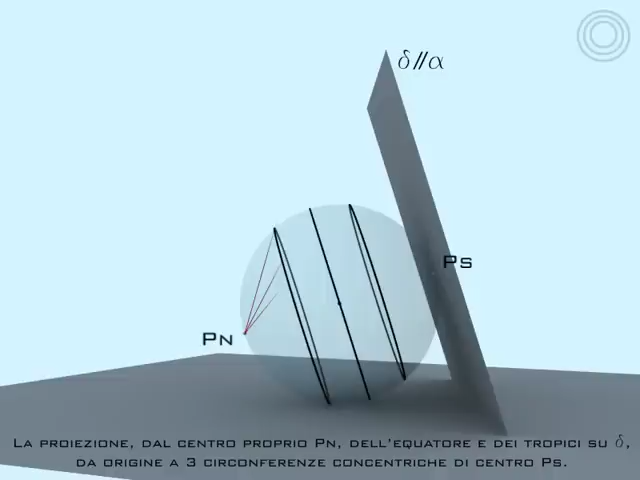 δ//α
Ps
Pn
La proiezione, dal centro proprio Pn, dell'equatore e dei tropici su δ,
da origine a 3 circonferenze concentriche di centro Ps.